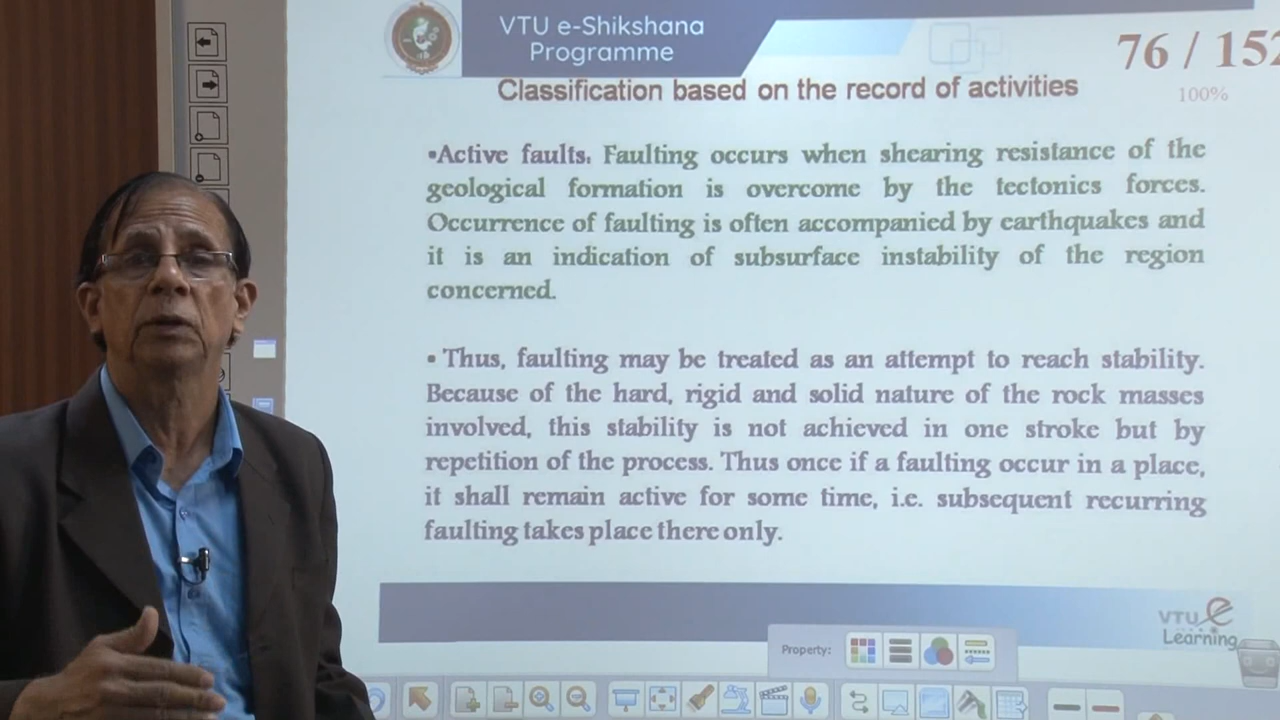 VTU e-Shikshana
Programme
76 / 152
100%
Classification based on the record of activities
•Active faults. Faulting occurs when shearing resistance of the
geological formation is overcome by the tectonics forces.
Occurrence of faulting is often accompanied by earthquakes and
it is an indication of subsurface instability of the region
concerned.
• Thus, faulting may be treated as an attempt to reach stability.
Because of the hard, rigid and solid nature of the rock masses
involved, this stability is not achieved in one stroke but by
repetition of the process. Thus once if a faulting occur in a place,
it shall remain active for some time, i.e. subsequent recurring
faulting takes place there only.
VTU e
Learning
Property: